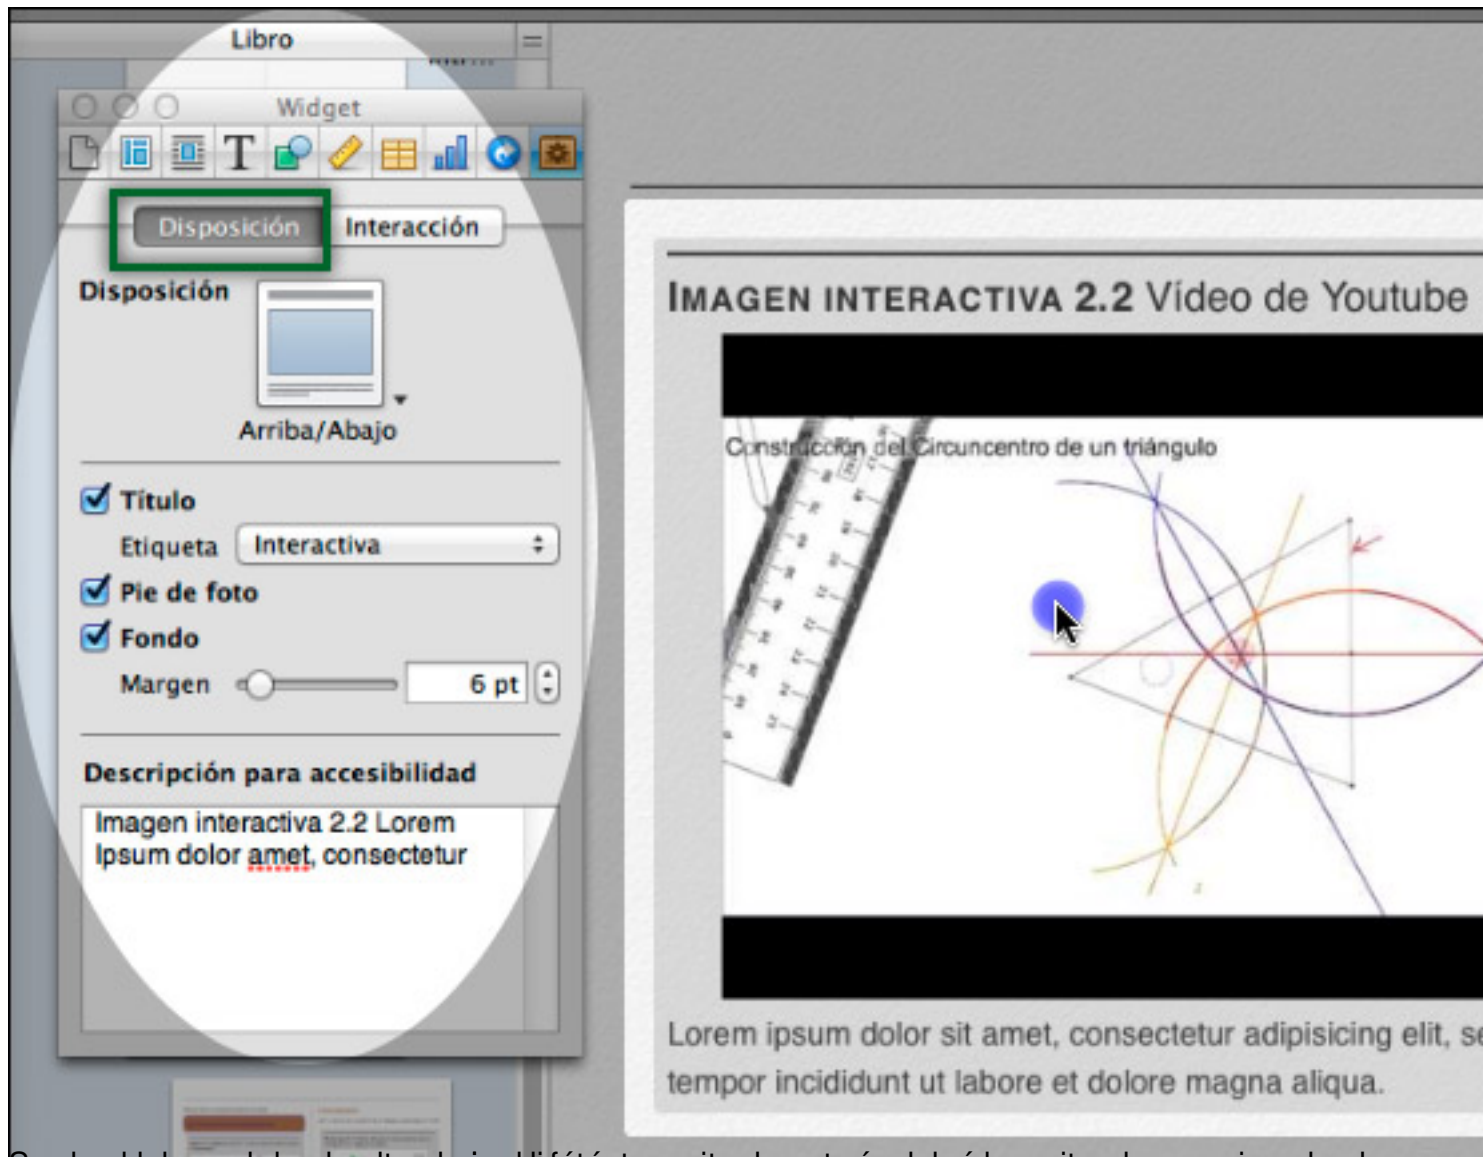 Libro
Widget
Disposición Interacción
Disposición
Arriba/Abajo
Título
Etiqueta Interactiva
Pie de foto
Fondo
Margen 6 pt
Descripción para accesibilidad
Imagen interactiva 2.2 Lorem
Ipsum dolor amet, consectetur
IMAGEN INTERACTIVA 2.2 Vídeo de Youtube
Construcción del Circuncentro de un triángulo
Lorem ipsum dolor sit amet, consectetur adipisicing elit, se
tempor incididunt ut labore et dolore magna aliqua.